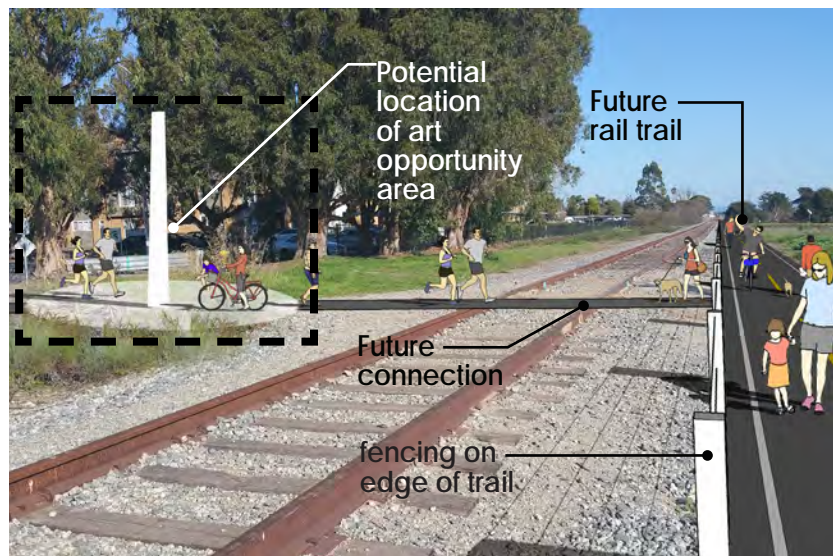 Potential
location
of art
opportunity
area
Future
rail trail
Future
connection
fencing on
edge of trail